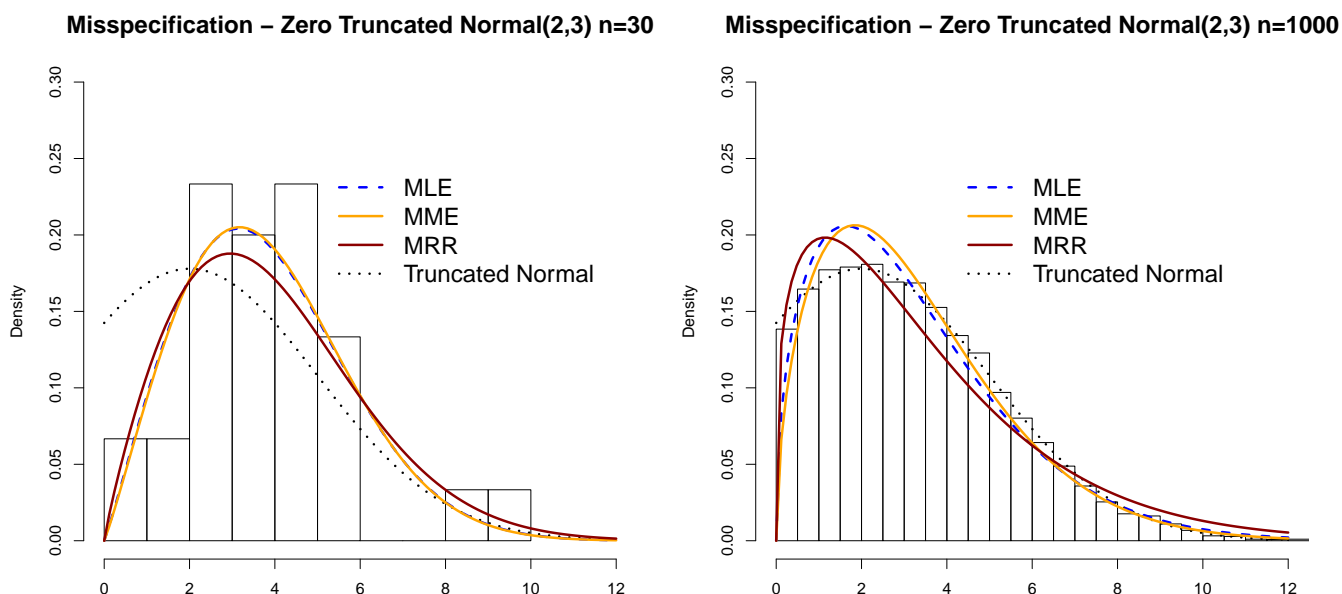 Misspecification – Zero Truncated Normal(2,3) n=30
Density
0.00 0.05 0.10 0.15 0.20 0.25 0.30
MLE
MME
MRR
Truncated Normal
0 2 4 6 8 10 12
Misspecification – Zero Truncated Normal(2,3) n=1000
Density
0.00 0.05 0.10 0.15 0.20 0.25 0.30
MLE
MME
MRR
Truncated Normal
0 2 4 6 8 10 12